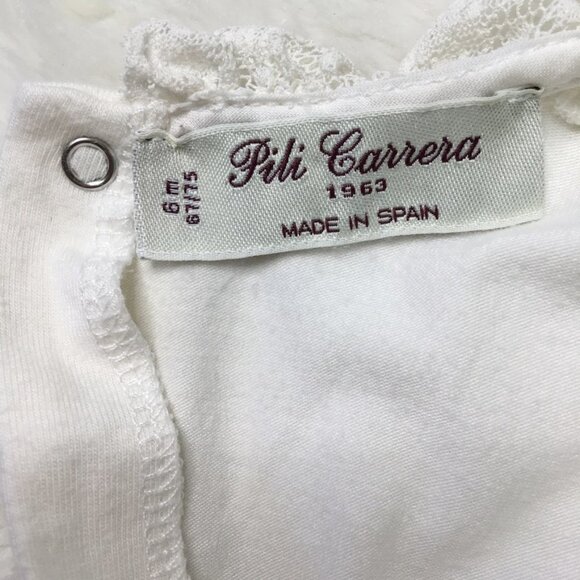 Pili Carrera
1963
MADE IN SPAIN
6m
67/75